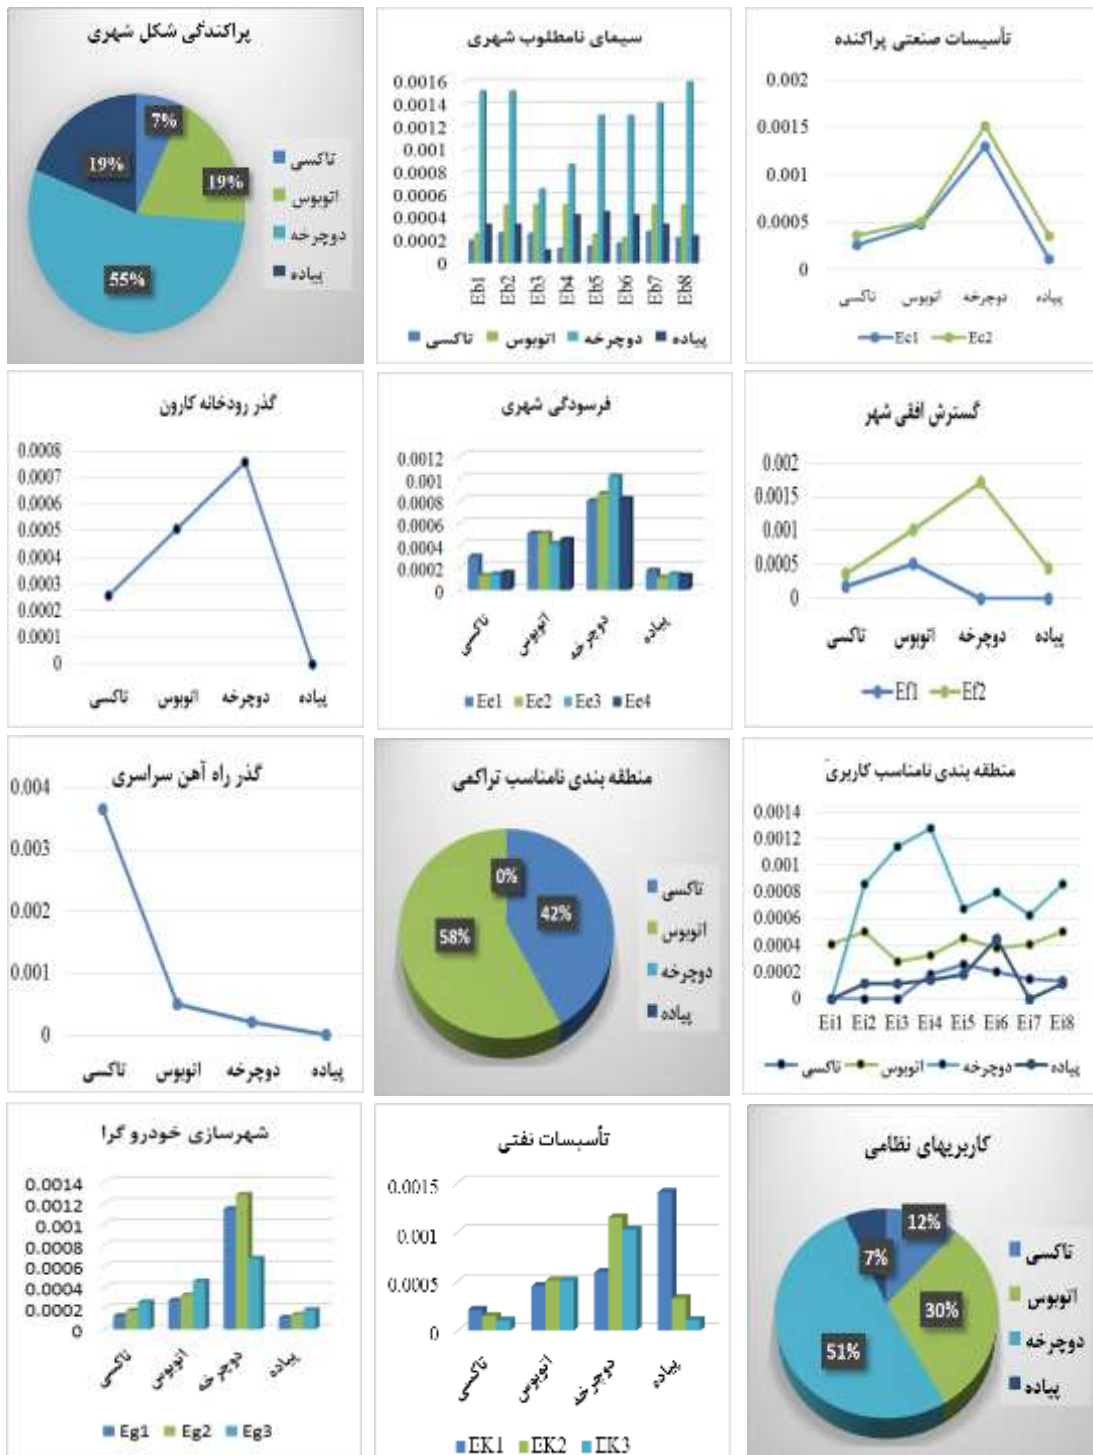 پراکندگی شکل شهری
7%
19%
19%
55%
تاکسی
اتوبوس
دوچرخه
پیاده
سیمای نامطلوب شهری
0.0016
0.0014
0.0012
0.001
0.0008
0.0006
0.0004
0.0002
0
Eb1 Eb2 Eb3 Eb4 Eb5 Eb6 Eb7 Eb8
تاکسی اتوبوس دوچرخه پیاده
تأسیسات صنعتی پراکنده
0.002
0.0015
0.001
0.0005
0
تاکسی اتوبوس دوچرخه پیاده
Ec1 Ec2
گذر رودخانه کارون
0.0008
0.0007
0.0006
0.0005
0.0004
0.0003
0.0002
0.0001
0
تاکسی اتوبوس دوچرخه پیاده
فرسودگی شهری
0.0012
0.001
0.0008
0.0006
0.0004
0.0002
0
تاکسی اتوبوس دوچرخه پیاده
Ee1 Ee2 Ee3 Ee4
گسترش افقی شهر
0.002
0.0015
0.001
0.0005
0
تاکسی اتوبوس دوچرخه پیاده
Ef1 Ef2
گذر راه آهن سراسری
0.004
0.003
0.002
0.001
0
تاکسی اتوبوس دوچرخه پیاده
منطقه بندی نامناسب تراکمی
0%
42%
58%
تاکسی
اتوبوس
دوچرخه
پیاده
منطقه بندی نامناسب کاربری
0.0014
0.0012
0.001
0.0008
0.0006
0.0004
0.0002
0
Ei1 Ei2 Ei3 Ei4 Ei5 Ei6 Ei7 Ei8
تاکسی اتوبوس دوچرخه پیاده
شهرسازی خودرو گرا
0.0014
0.0012
0.001
0.0008
0.0006
0.0004
0.0002
0
تاکسی اتوبوس دوچرخه پیاده
Eg1 Eg2 Eg3
تأسیسات نفتی
0.0015
0.001
0.0005
0
تاکسی اتوبوس دوچرخه پیاده
EK1 EK2 EK3
کاربریهای نظامی
12%
7%
30%
51%
تاکسی
اتوبوس
دوچرخه
پیاده